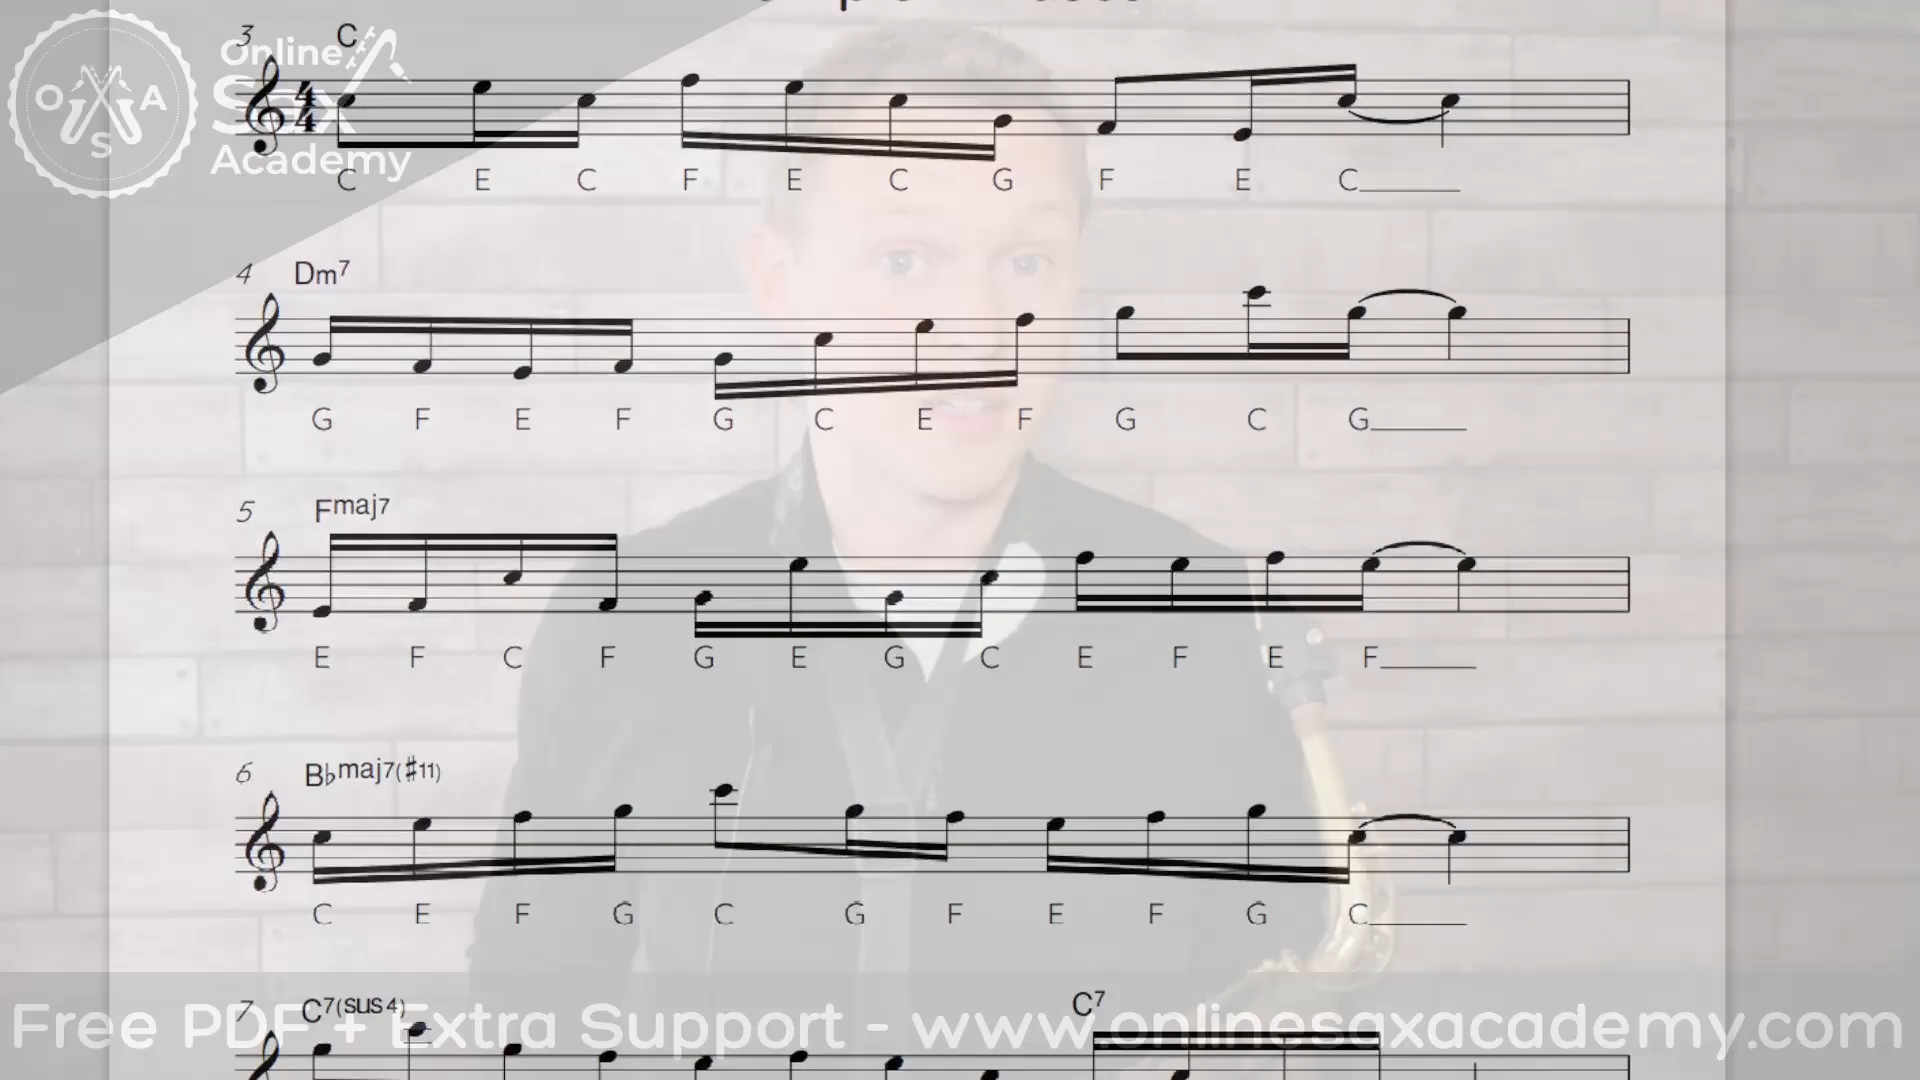 Online
Sax
Academy
O S A
S
3 C
4
4
C E C F E C G F E C
4 Dm7
G F E F G C E F G C G
5 Fmaj7
E F C F G E G C E F E F
6 B♭maj7(♯11)
C E F G C G F E F G C
7 C7(sus4) C7
Free PDF + Extra Support - www.onlinesaxacademy.com